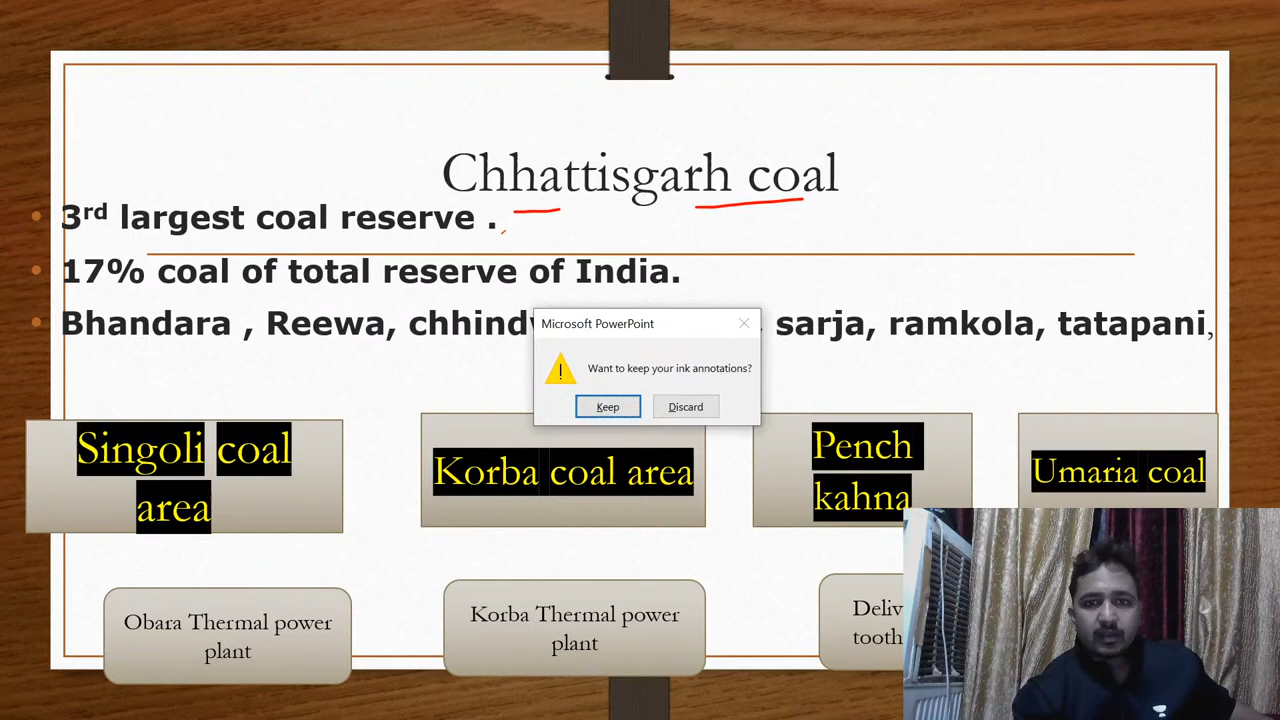 Chhattisgarh coal
3rd largest coal reserve .
17% coal of total reserve of India.
Bhandara , Reewa, sarja, ramkola, tatapani,
Microsoft PowerPoint
Want to keep your ink annotations?
Keep Discard
Singoli coal
area
Korba coal area
Pench
kahna
Umaria coal
Obara Thermal power
plant
Korba Thermal power
plant
tooth